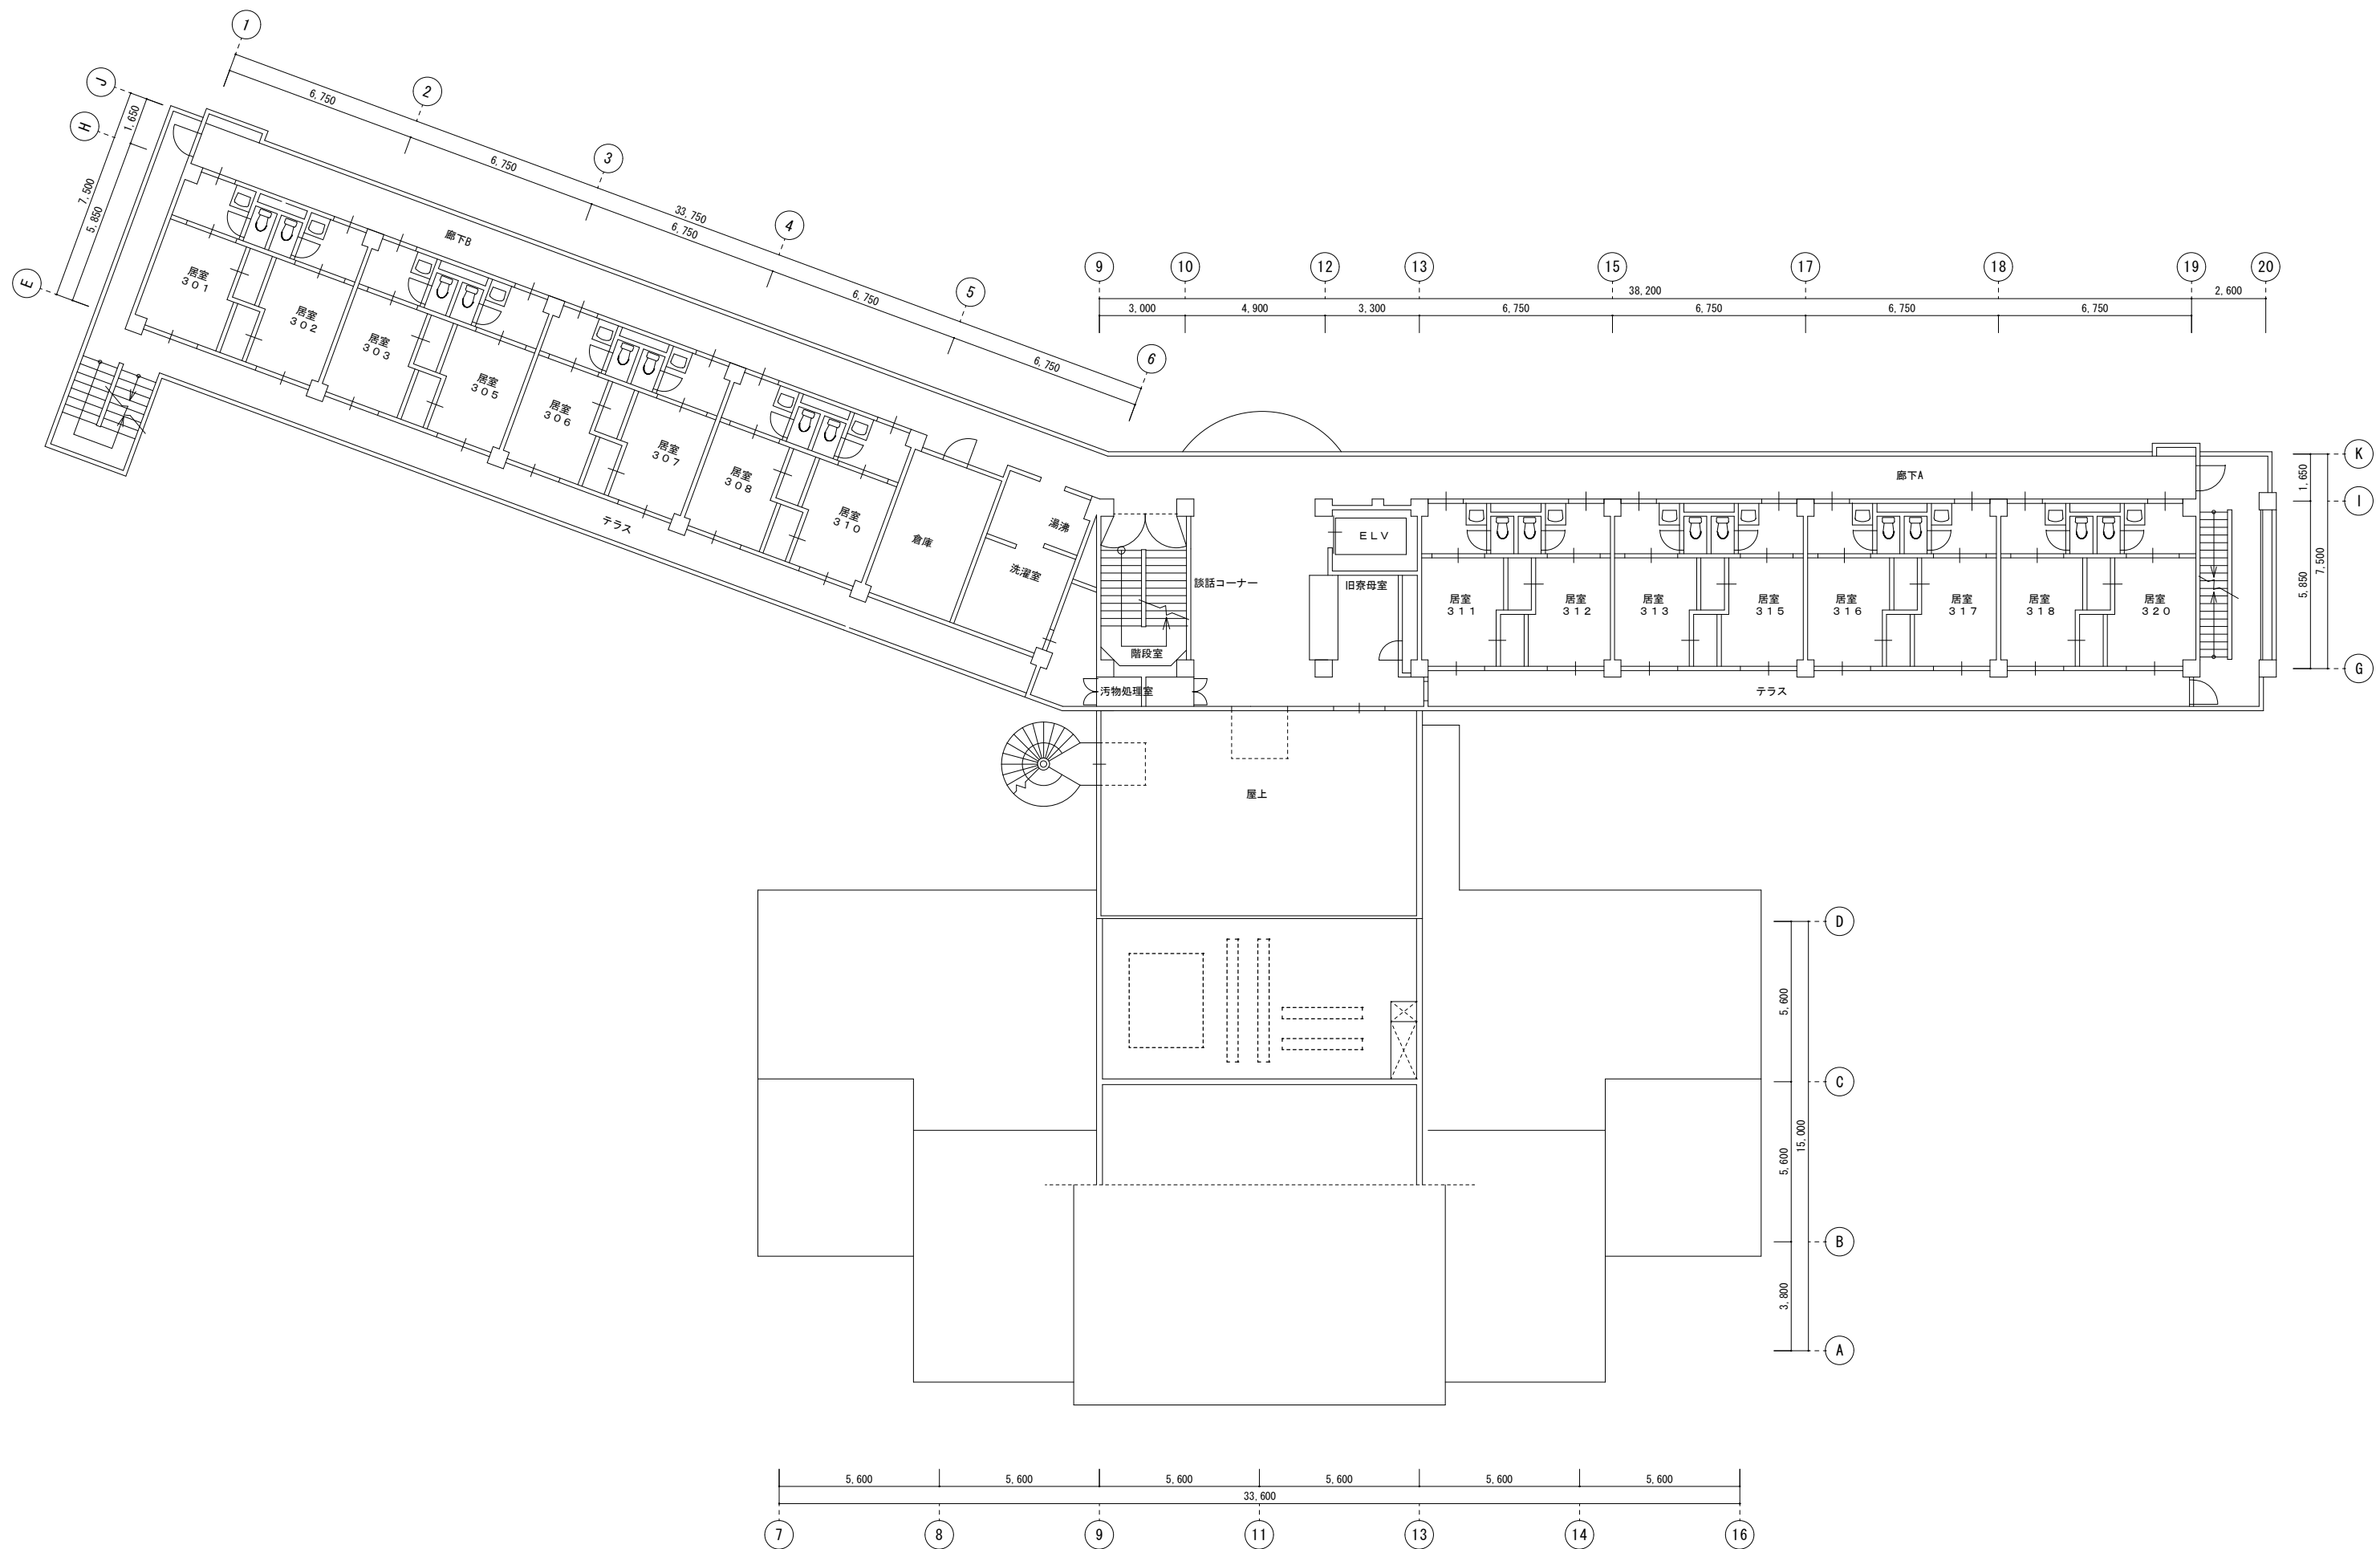 1
2
3
4
5
6
J
H
E
6,750
6,750
33,750
6,750
6,750
6,750
1,650
7,500
5,850
廊下B
居室
301
居室
302
居室
303
居室
305
居室
306
居室
307
居室
308
居室
310
倉庫
湯沸
洗濯室
テラス
9
10
12
13
15
17
18
19
20
38,200
2,600
3,000
4,900
3,300
6,750
6,750
6,750
6,750
K
I
G
1,650
5,850
7,500
廊下A
ELV
談話コーナー
旧寮母室
階段室
汚物処理室
居室
311
居室
312
居室
313
居室
315
居室
316
居室
317
居室
318
居室
320
テラス
屋上
D
C
B
A
5,600
5,600
3,800
15,000
5,600
5,600
5,600
5,600
5,600
5,600
33,600
7
8
9
11
13
14
16